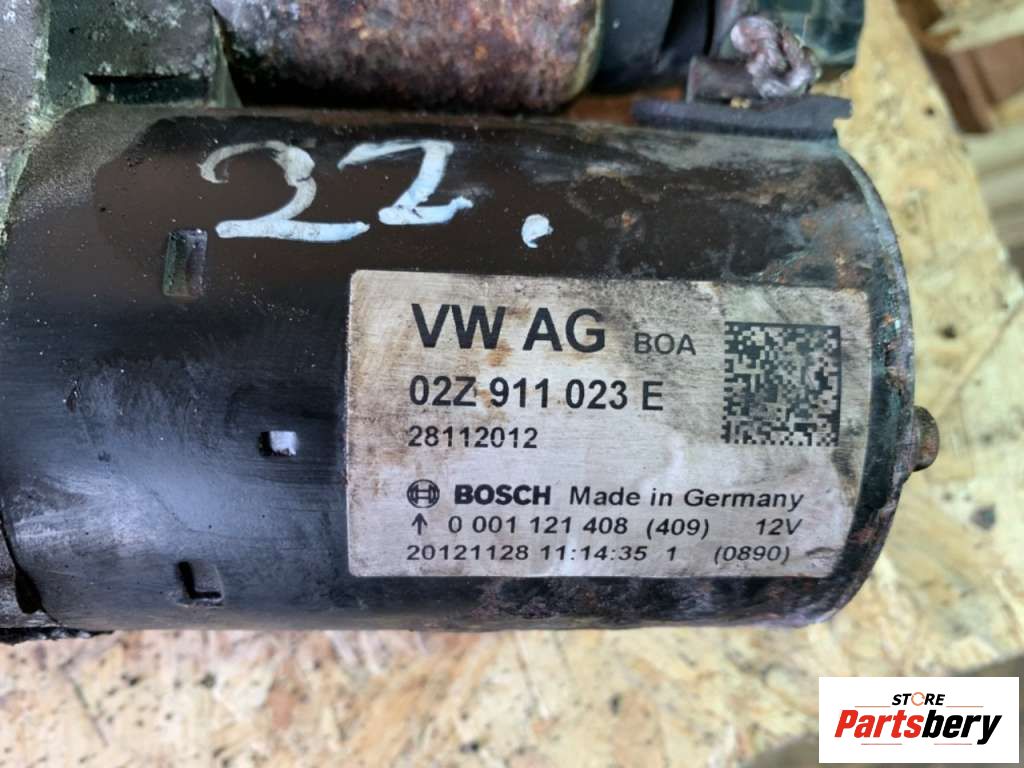 2Z.
VW AG BOA
02Z 911 023 E
28112012
BOSCH Made in Germany
↑ 0 001 121 408 (409) 12V
20121128 11:14:35 1 (0890)
STORE
Partsbery